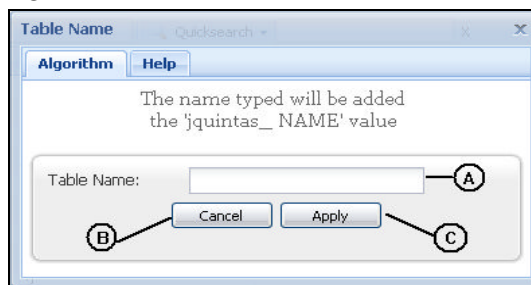 Table Name
Quicksearch
x
x
Algorithm Help
The name typed will be added
the 'jquintas_ NAME' value
Table Name:
A
Cancel Apply
B
C